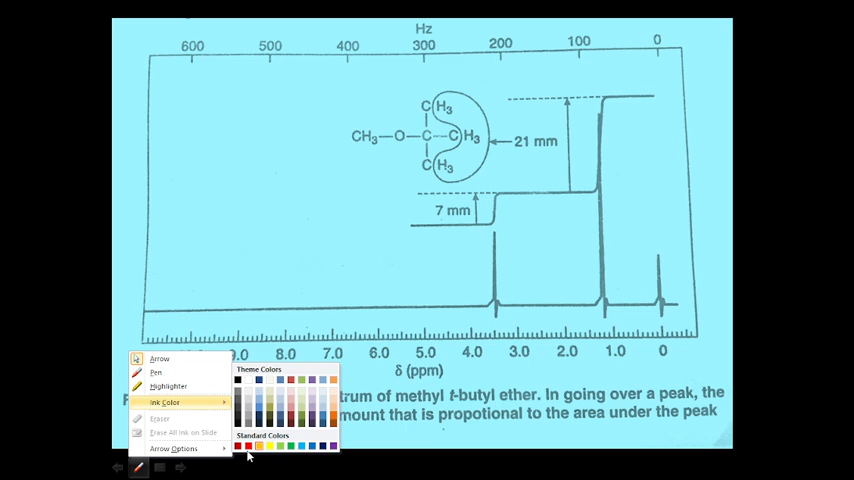 Hz
600 500 400 300 200 100 0
CH3
CH3—O—C—CH3
CH3
21 mm
7 mm
8.0 7.0 6.0 5.0 4.0 3.0 2.0 1.0 0
δ (ppm)
trum of methyl t-butyl ether. In going over a peak, the
mount that is propotional to the area under the peak
Arrow
Pen
Highlighter
Ink Color
Eraser
Erase All Ink on Slide
Arrow Options
Theme Colors
Standard Colors